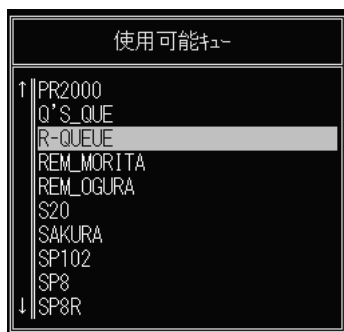 使用可能ｷｭｰ
↑PR2000
Q'S_QUE
R-QUEUE
REM_MORITA
REM_OGURA
S20
SAKURA
SP102
SP8
↓SP8R